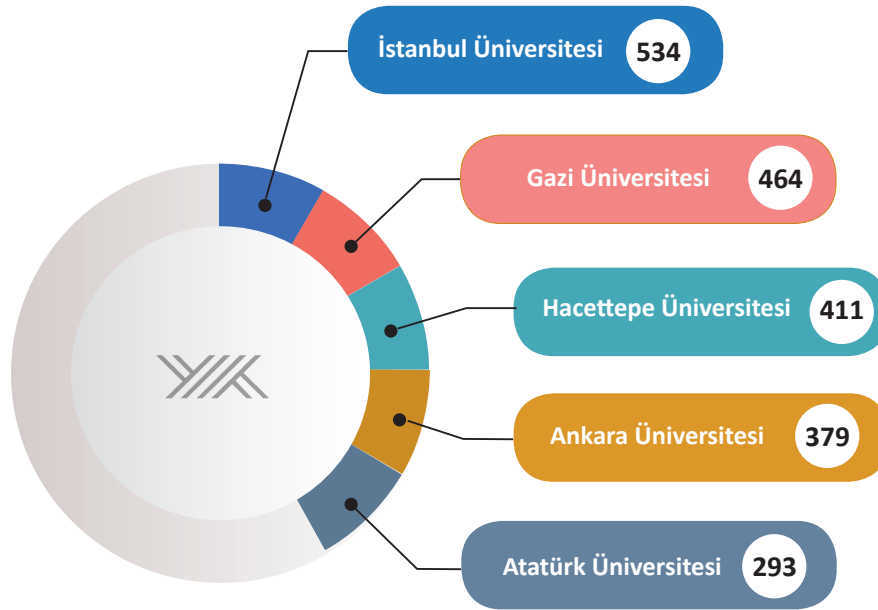 İstanbul Üniversitesi 534
Gazi Üniversitesi 464
Hacettepe Üniversitesi 411
Ankara Üniversitesi 379
Atatürk Üniversitesi 293